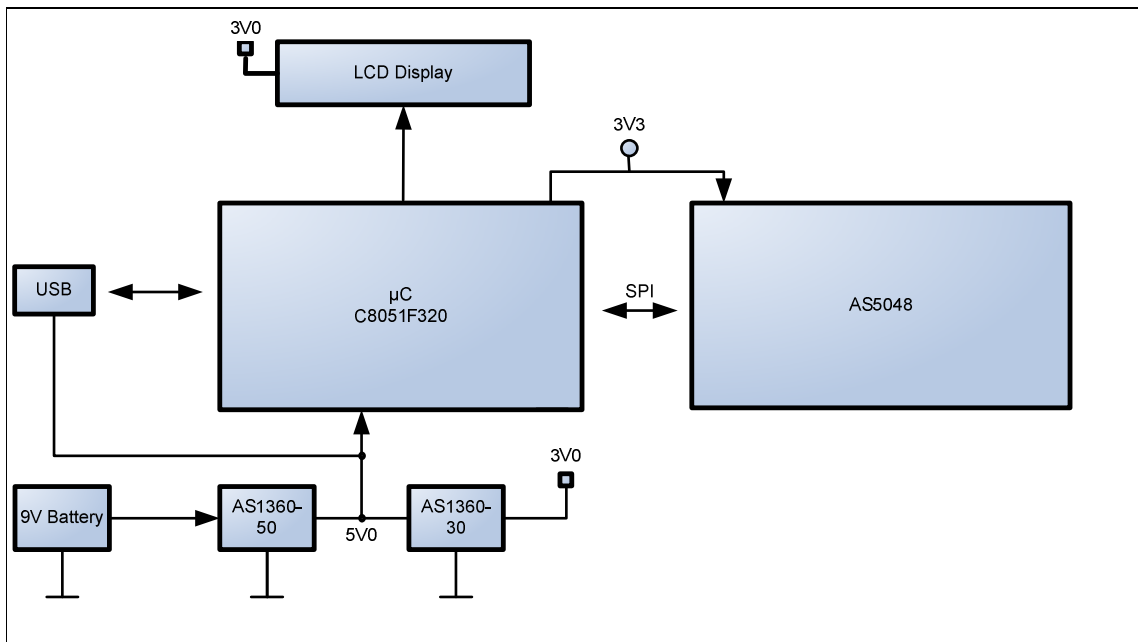 3V0
LCD Display
3V3
USB
µC
C8051F320
SPI
AS5048
3V0
9V Battery
AS1360-
50
5V0
AS1360-
30